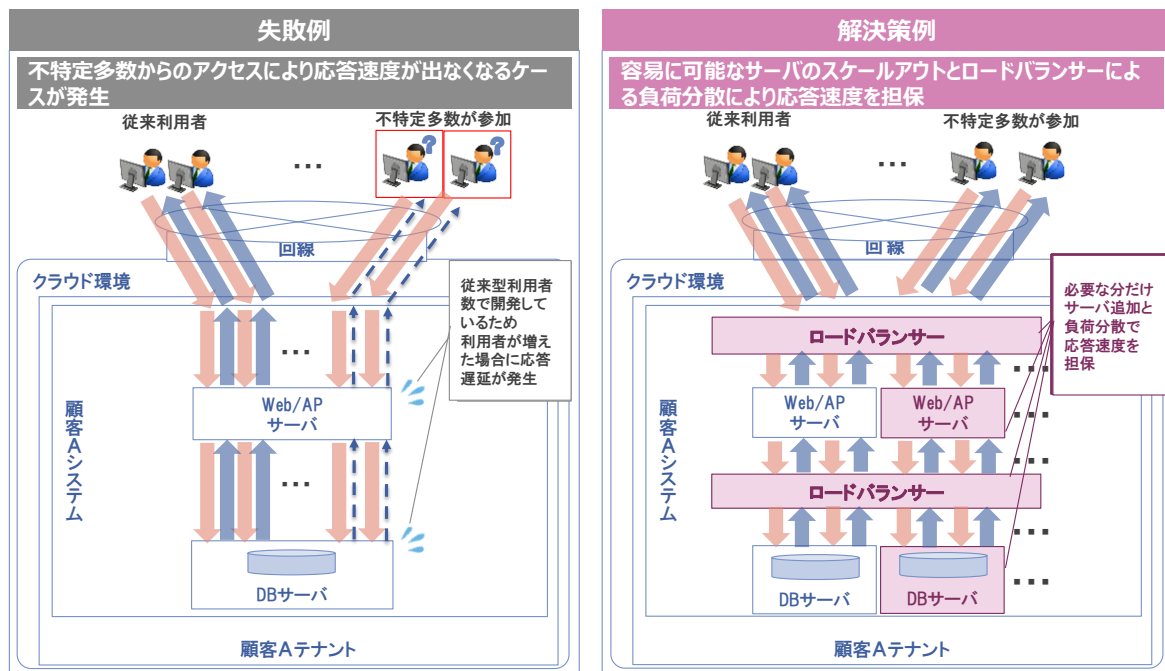 失敗例
不特定多数からのアクセスにより応答速度が出なくなるケー
スが発生
従来利用者
不特定多数が参加
...
?
?
回線
クラウド環境
従来型利用者
数で開発して
いるため
利用者が増え
た場合に応答
遅延が発生
...
Web/AP
サーバ
顧客Aシステム
...
DBサーバ
顧客Aテナント
解決策例
容易に可能なサーバのスケールアウトとロードバランサーによ
る負荷分散により応答速度を担保
従来利用者
不特定多数が参加
...
回線
クラウド環境
必要な分だけ
サーバ追加と
負荷分散で
応答速度を
担保
ロードバランサー
...
Web/AP
サーバ
Web/AP
サーバ
...
顧客Aシステム
...
ロードバランサー
...
DBサーバ
DBサーバ
...
顧客Aテナント